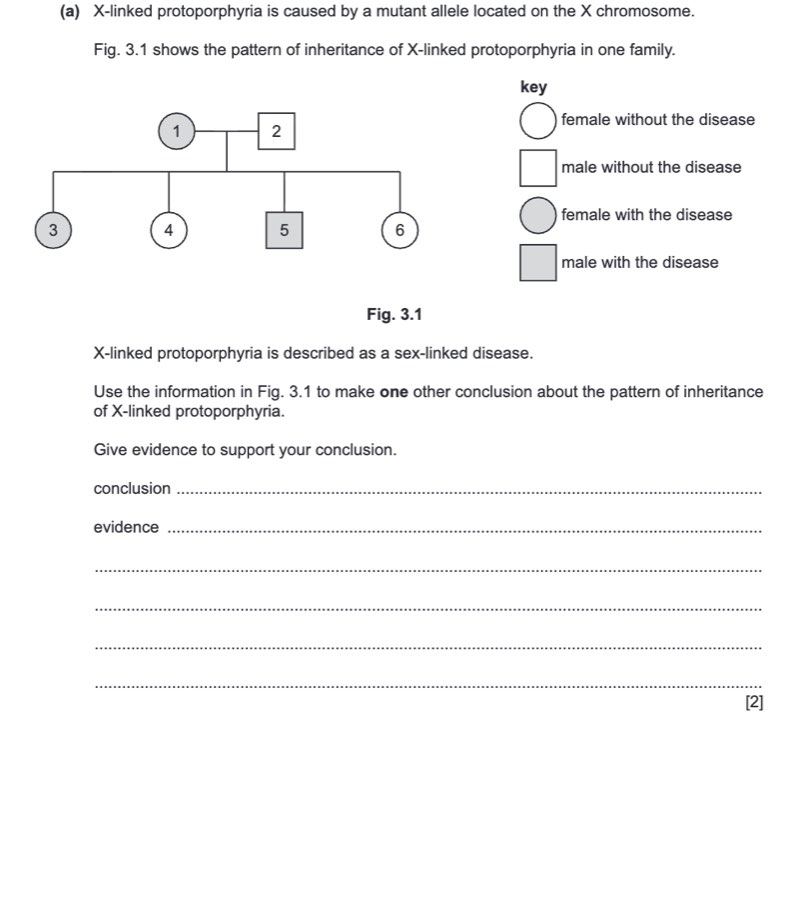 (a) X-linked protoporphyria is caused by a mutant allele located on the X chromosome.
Fig. 3.1 shows the pattern of inheritance of X-linked protoporphyria in one family.
key
1
2
female without the disease
male without the disease
3
4
5
6
female with the disease
male with the disease
Fig. 3.1
X-linked protoporphyria is described as a sex-linked disease.
Use the information in Fig. 3.1 to make one other conclusion about the pattern of inheritance
of X-linked protoporphyria.
Give evidence to support your conclusion.
conclusion
evidence
[2]